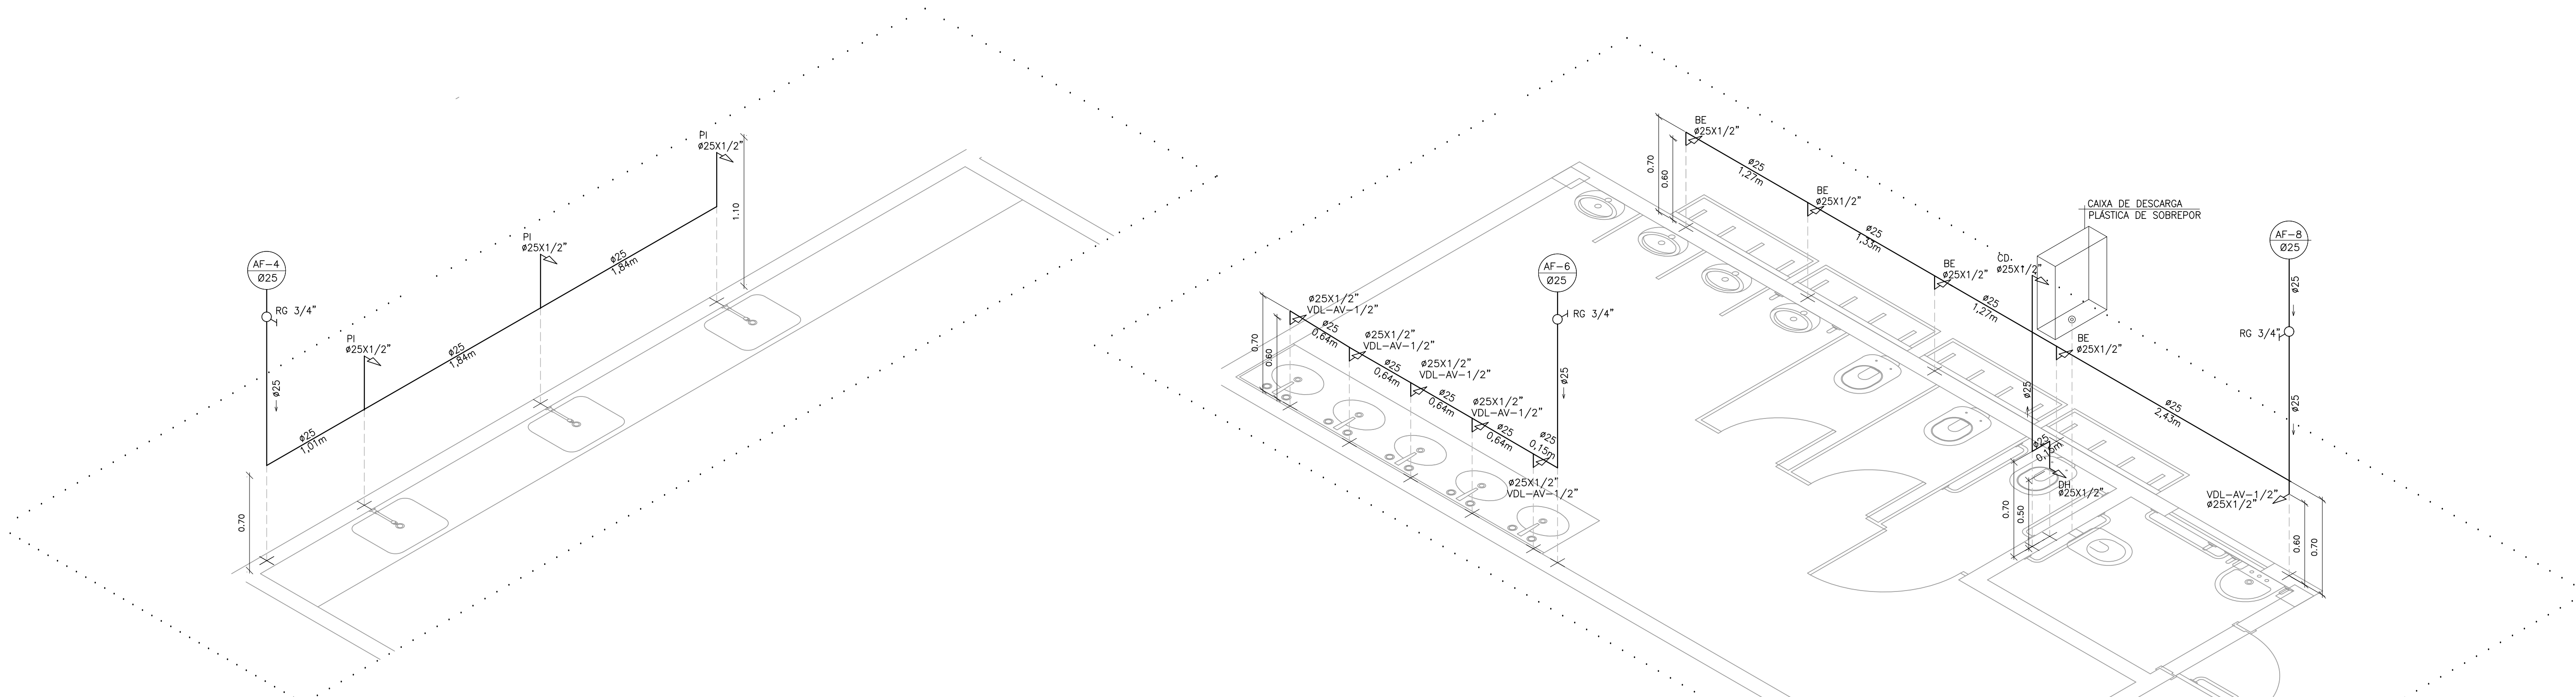 AF-4
Ø25
RG 3/4"
ø25
0.70
ø25
1,01m
PI
ø25X1/2"
ø25
1,84m
PI
ø25X1/2"
ø25
1,84m
PI
ø25X1/2"
1.10
0.70
0.60
ø25X1/2"
VDL-AV-1/2"
ø25
0,64m
ø25X1/2"
VDL-AV-1/2"
ø25
0,64m
ø25X1/2"
VDL-AV-1/2"
ø25
0,64m
ø25X1/2"
VDL-AV-1/2"
ø25
0,64m
ø25
0,15m
ø25X1/2"
VDL-AV-1/2"
AF-6
Ø25
RG 3/4"
ø25
0.70
0.60
BE
ø25X1/2"
ø25
1,27m
BE
ø25X1/2"
ø25
1,33m
BE
ø25X1/2"
ø25
1,27m
CD
ø25X1/2"
CAIXA DE DESCARGA
PLÁSTICA DE SOBREPOR
BE
ø25X1/2"
ø25
ø25
0,15m
DH
ø25X1/2"
0.70
0.50
ø25
2,43m
AF-8
Ø25
ø25
RG 3/4"
ø25
VDL-AV-1/2"
ø25X1/2"
0.60
0.70